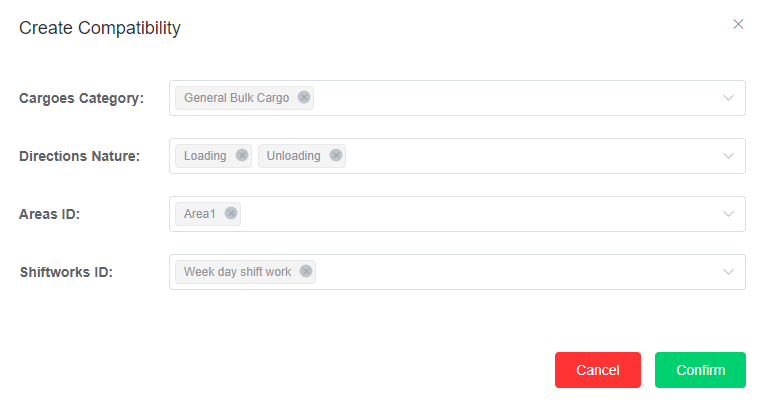 Create Compatibility
Cargoes Category: General Bulk Cargo
Directions Nature: Loading Unloading
Areas ID: Area1
Shiftworks ID: Week day shift work
Cancel Confirm